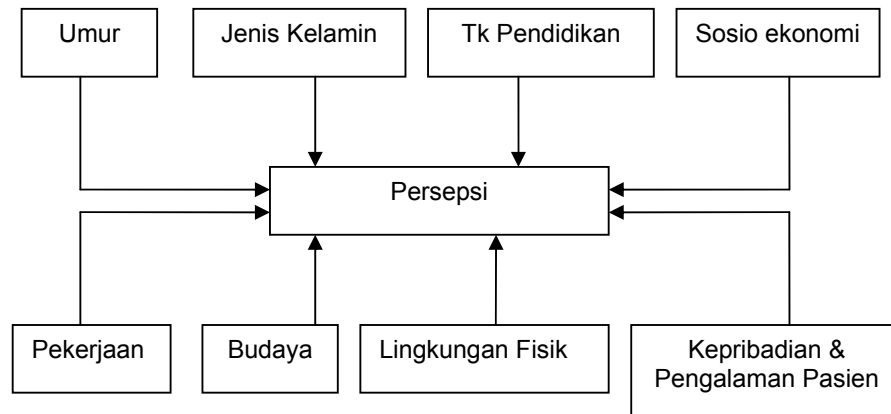 Umur
Jenis Kelamin
Tk Pendidikan
Sosio ekonomi
Persepsi
Pekerjaan
Budaya
Lingkungan Fisik
Kepribadian &
Pengalaman Pasien